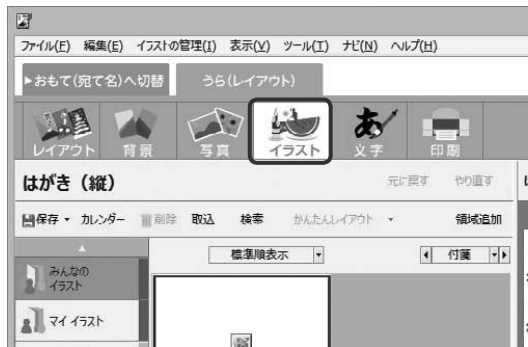 ファイル(F) 編集(E) イラストの管理(I) 表示(V) ツール(T) ナビ(N) ヘルプ(H)
▶おもて(宛て名)へ切替 うら(レイアウト)
レイアウト 背景 写真 イラスト 文字 印刷
はがき（縦） 元に戻す やり直す
保存 カレンダー 削除 取込 検索 かんたんレイアウト 領域追加
標準順表示 付箋
みんなの
イラスト
マイ イラスト